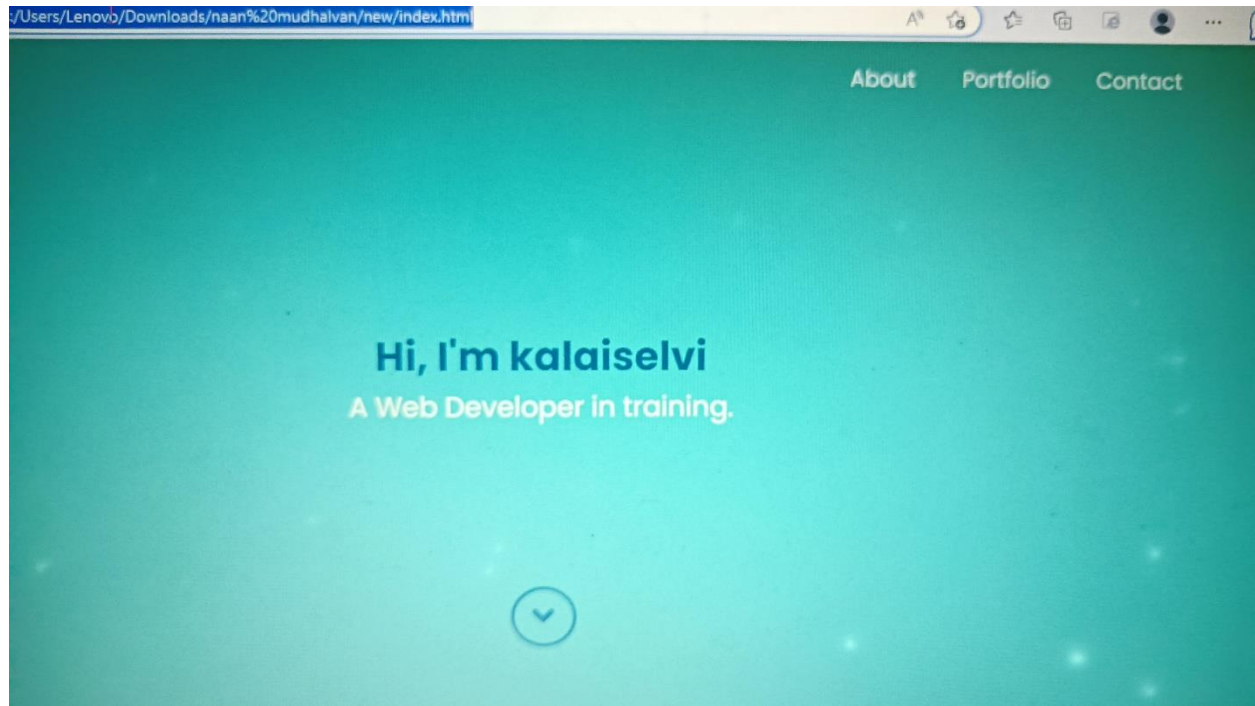 :/Users/Lenovo/Downloads/naan%20mudhalvan/new/index.html
About Portfolio Contact
Hi, I'm kalaiselvi
A Web Developer in training.